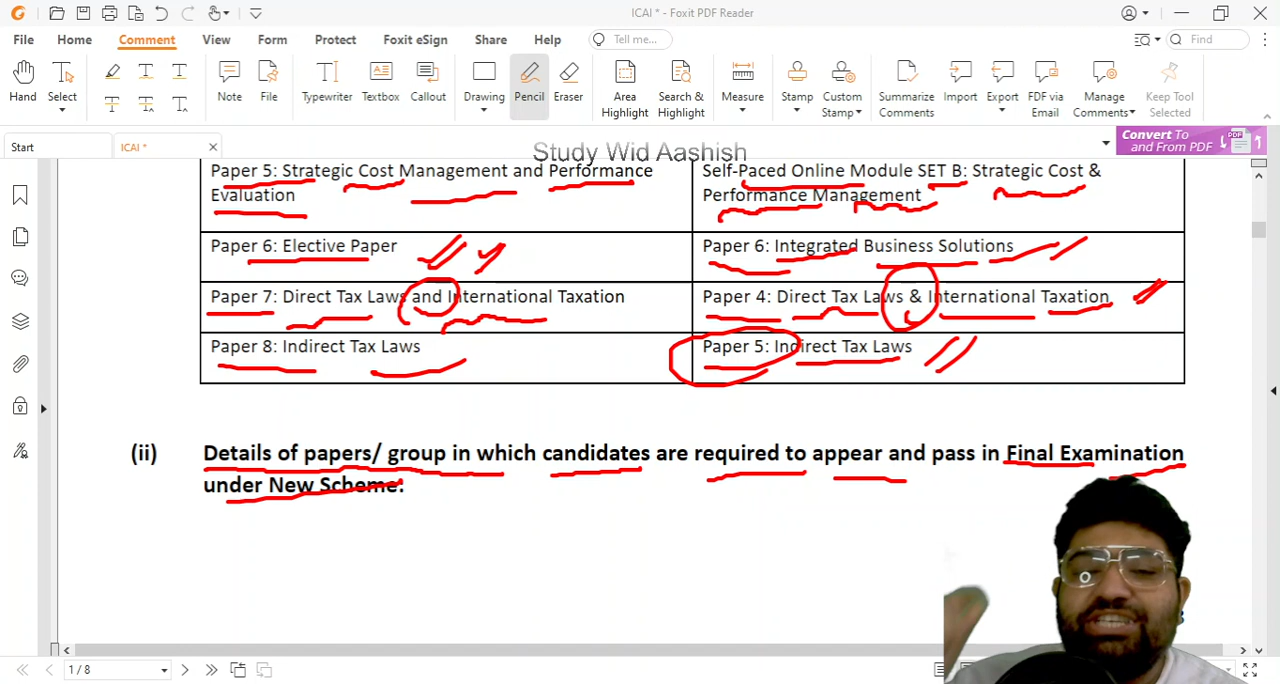 ICAI * - Foxit PDF Reader
File Home Comment View Form Protect Foxit eSign Share Help Tell me... Find
Hand Select Note File Typewriter Textbox Callout Drawing Pencil Eraser Area Highlight Search & Highlight Measure Stamp Custom Stamp Summarize Comments Import Export FDF via Email Manage Comments Keep Tool Selected
Start ICAI * Convert To and From PDF PDF
Study Wid Aashish
Paper 5: Strategic Cost Management and Performance Evaluation
Self-Paced Online Module SET B: Strategic Cost & Performance Management
Paper 6: Elective Paper
Paper 6: Integrated Business Solutions
Paper 7: Direct Tax Laws and International Taxation
Paper 4: Direct Tax Laws & International Taxation
Paper 8: Indirect Tax Laws
Paper 5: Indirect Tax Laws
(ii) Details of papers/ group in which candidates are required to appear and pass in Final Examination
under New Scheme:
1 / 8